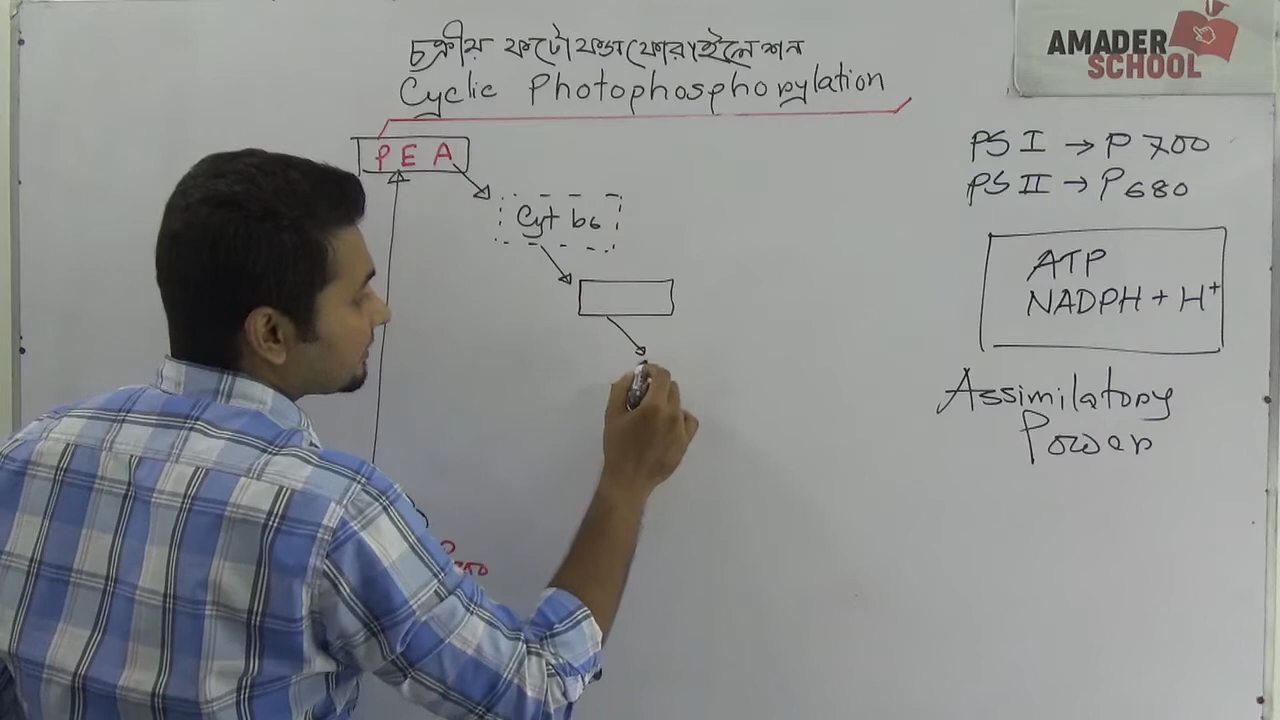 চক্রীয় ফটোফসফোরাইলেশন
Cyclic Photophosphorylation
PEA
Cyt b6
PS I → P 700
PS II → P 680
ATP
NADPH + H⁺
Assimilatory
Power
AMADER
SCHOOL